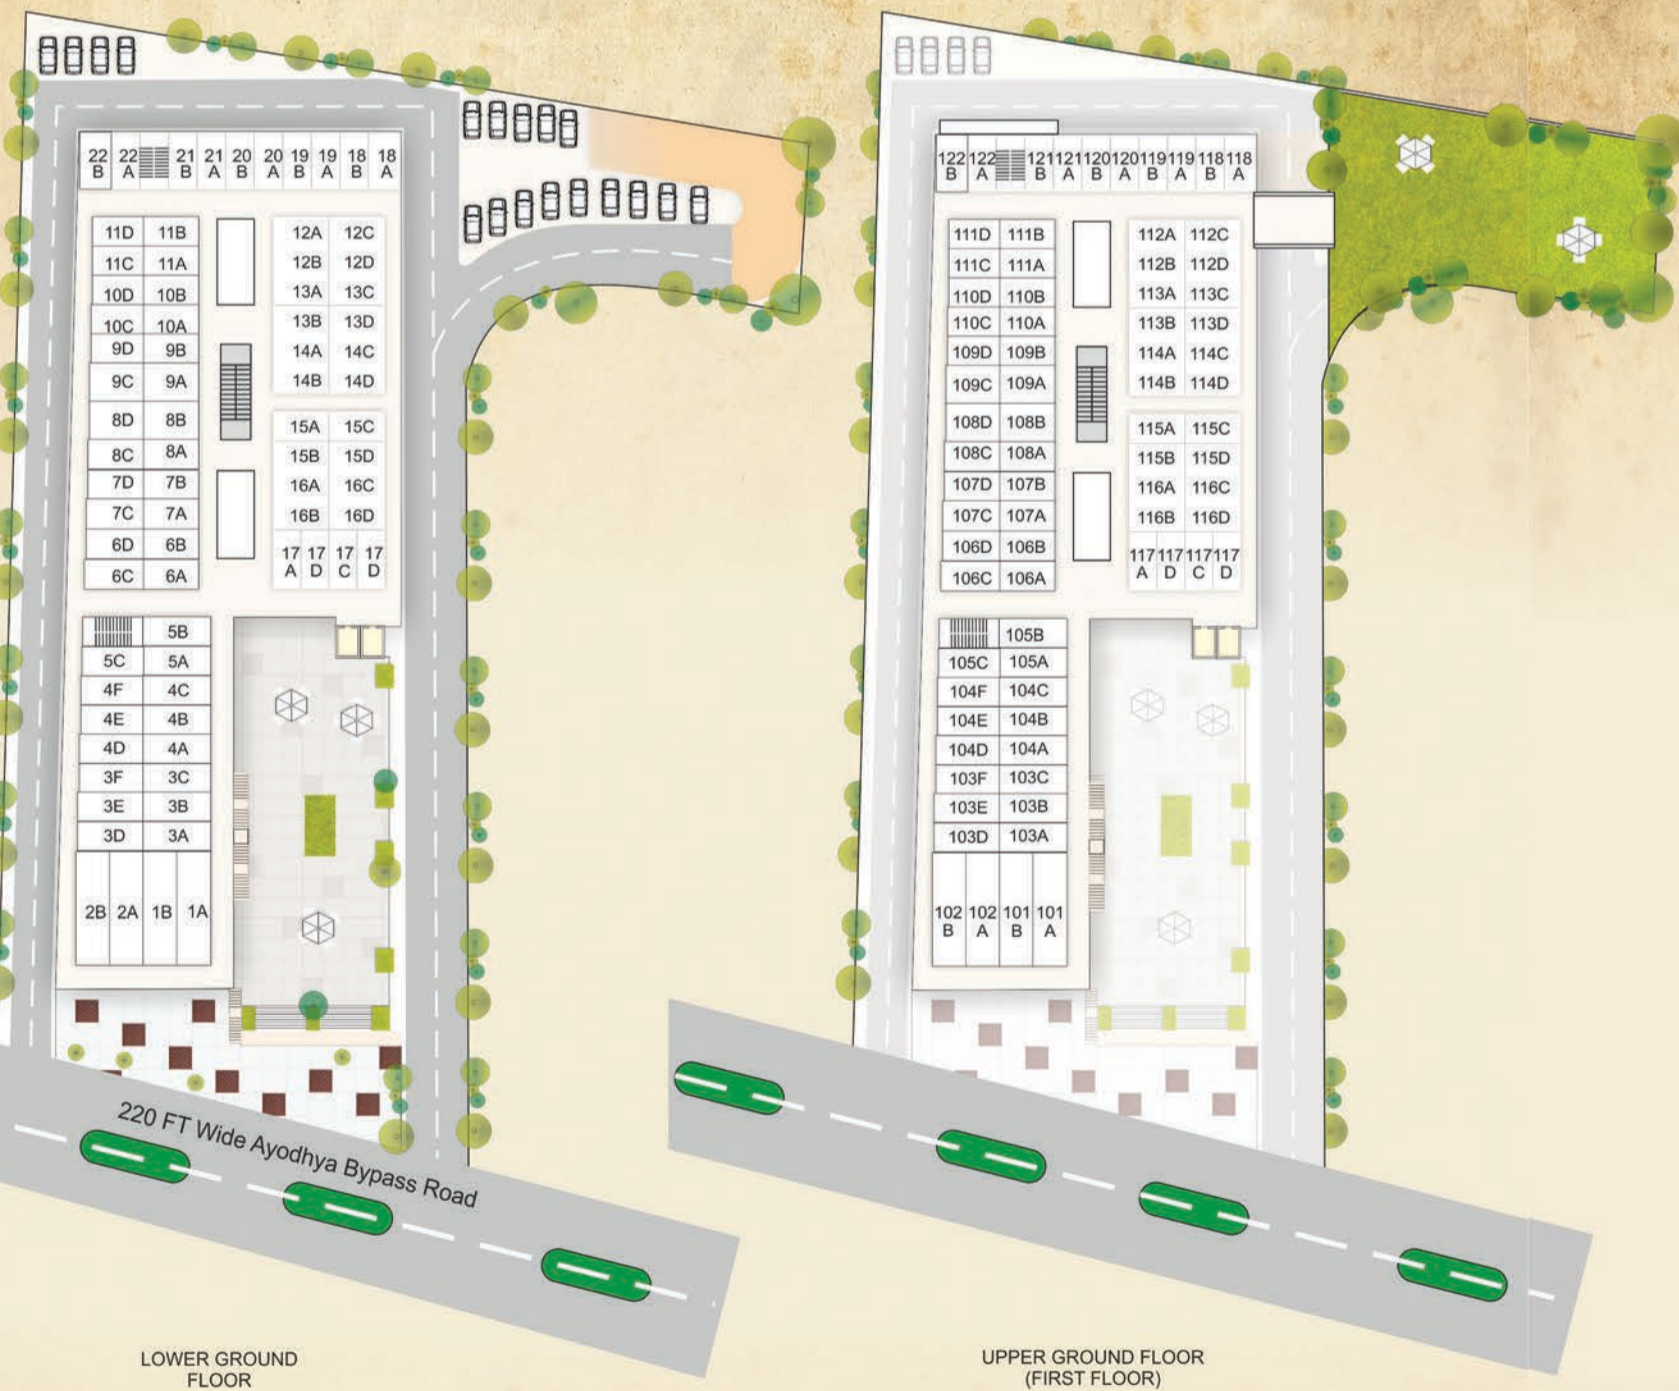 22 B 22 A 21 B 21 A 20 B 20 A 19 B 19 A 18 B 18 A
11D 11B
11C 11A
10D 10B
10C 10A
9D 9B
9C 9A
8D 8B
8C 8A
7D 7B
7C 7A
6D 6B
6C 6A
12A 12C
12B 12D
13A 13C
13B 13D
14A 14C
14B 14D
15A 15C
15B 15D
16A 16C
16B 16D
17 A 17 D 17 C 17 D
5B
5C 5A
4F 4C
4E 4B
4D 4A
3F 3C
3E 3B
3D 3A
2B 2A 1B 1A
220 FT Wide Ayodhya Bypass Road
LOWER GROUND
FLOOR
122 B 122 A 121 B 121 A 120 B 120 A 119 B 119 A 118 B 118 A
111D 111B
111C 111A
110D 110B
110C 110A
109D 109B
109C 109A
108D 108B
108C 108A
107D 107B
107C 107A
106D 106B
106C 106A
112A 112C
112B 112D
113A 113C
113B 113D
114A 114C
114B 114D
115A 115C
115B 115D
116A 116C
116B 116D
117 A 117 D 117 C 117 D
105B
105C 105A
104F 104C
104E 104B
104D 104A
103F 103C
103E 103B
103D 103A
102 B 102 A 101 B 101 A
UPPER GROUND FLOOR
(FIRST FLOOR)